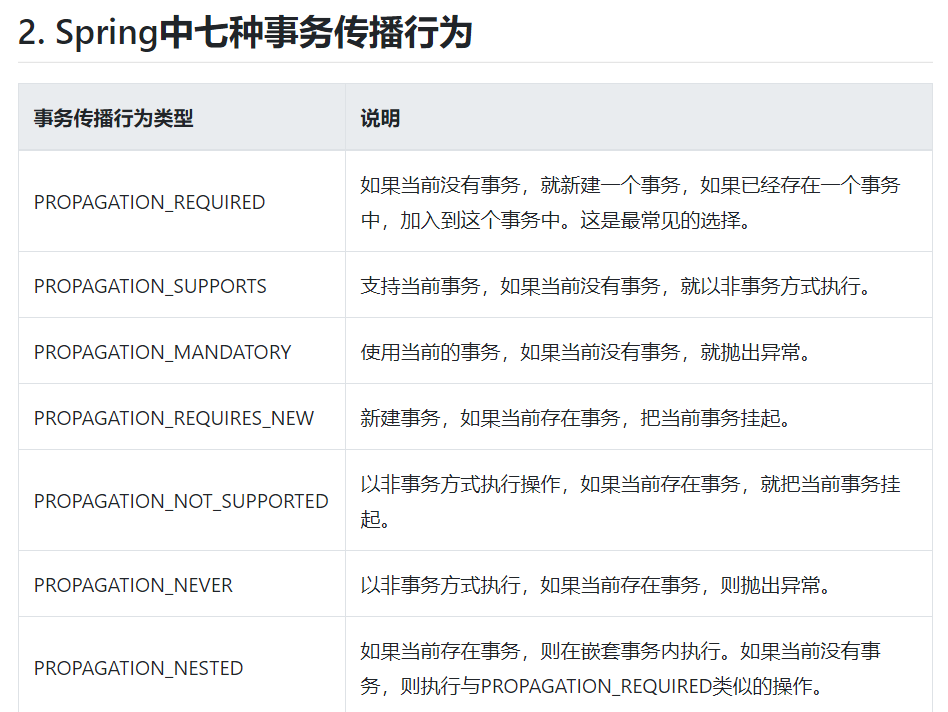 2. Spring中七种事务传播行为
事务传播行为类型
说明
PROPAGATION_REQUIRED
如果当前没有事务，就新建一个事务，如果已经存在一个事务
中，加入到这个事务中。这是最常见的选择。
PROPAGATION_SUPPORTS
支持当前事务，如果当前没有事务，就以非事务方式执行。
PROPAGATION_MANDATORY
使用当前的事务，如果当前没有事务，就抛出异常。
PROPAGATION_REQUIRES_NEW
新建事务，如果当前存在事务，把当前事务挂起。
PROPAGATION_NOT_SUPPORTED
以非事务方式执行操作，如果当前存在事务，就把当前事务挂
起。
PROPAGATION_NEVER
以非事务方式执行，如果当前存在事务，则抛出异常。
PROPAGATION_NESTED
如果当前存在事务，则在嵌套事务内执行。如果当前没有事
务，则执行与PROPAGATION_REQUIRED类似的操作。